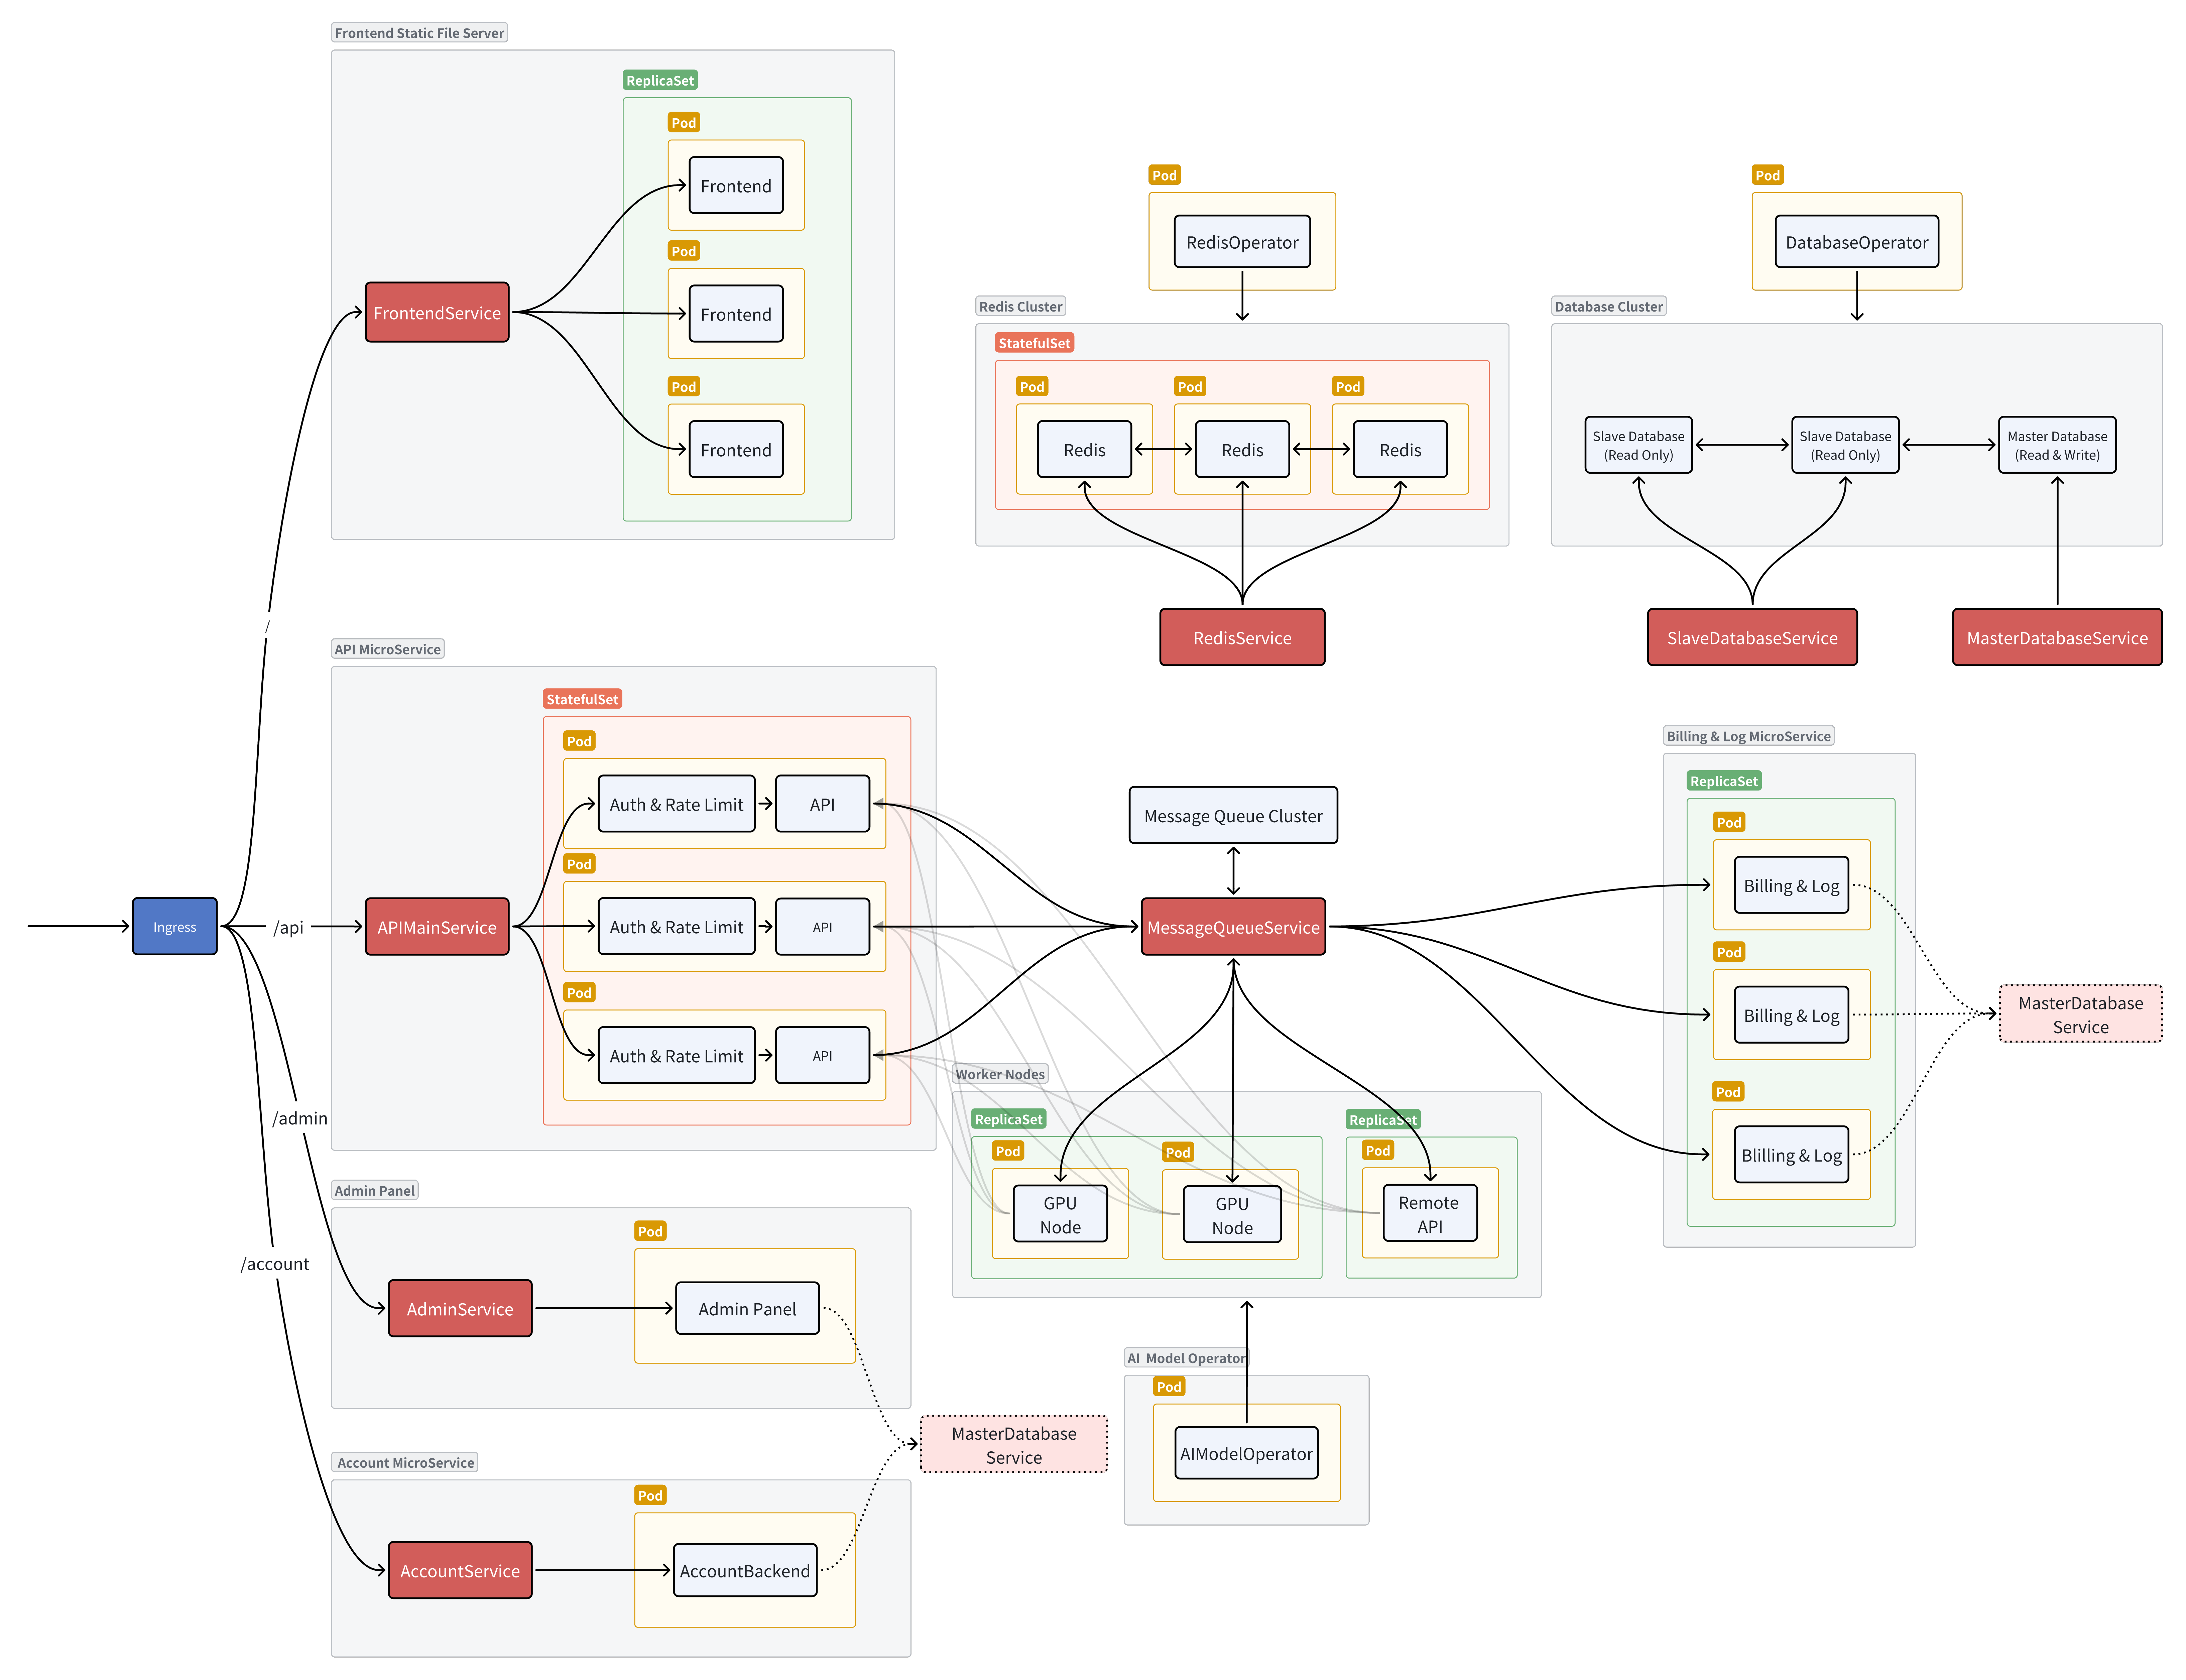 Frontend Static File Server
ReplicaSet
Pod
Frontend
Pod
Frontend
Pod
Frontend
FrontendService
Pod
RedisOperator
Redis Cluster
StatefulSet
Pod
Pod
Pod
Redis
Redis
Redis
RedisService
Pod
DatabaseOperator
Database Cluster
Slave Database
(Read Only)
Slave Database
(Read Only)
Master Database
(Read & Write)
SlaveDatabaseService
MasterDatabaseService
/
API MicroService
StatefulSet
Pod
Auth & Rate Limit
API
Pod
Auth & Rate Limit
API
Pod
Auth & Rate Limit
API
Ingress
/api
APIMainService
Message Queue Cluster
MessageQueueService
Billing & Log MicroService
ReplicaSet
Pod
Billing & Log
Pod
Billing & Log
Pod
Blilling & Log
MasterDatabase
Service
Worker Nodes
ReplicaSet
Pod
GPU
Node
Pod
GPU
Node
ReplicaSet
Pod
Remote
API
/admin
Admin Panel
Pod
AdminService
Admin Panel
/account
MasterDatabase
Service
AI Model Operator
Pod
AIModelOperator
Account MicroService
Pod
AccountService
AccountBackend